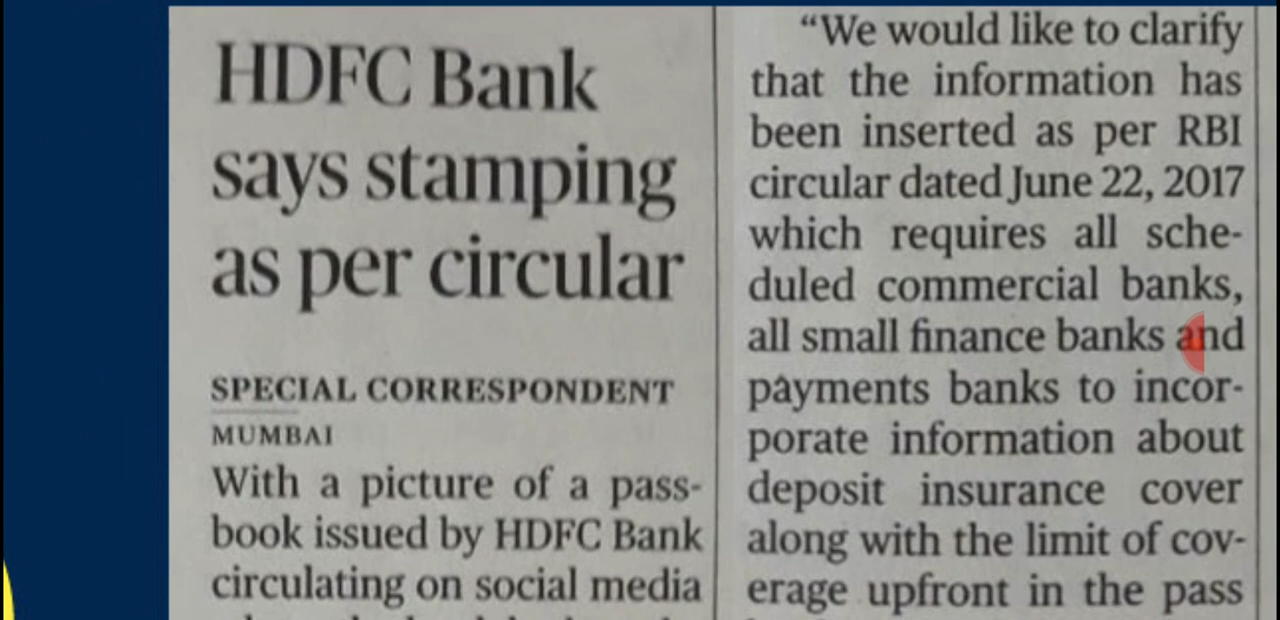 HDFC Bank
says stamping
as per circular
SPECIAL CORRESPONDENT
MUMBAI
With a picture of a pass-
book issued by HDFC Bank
circulating on social media
“We would like to clarify
that the information has
been inserted as per RBI
circular dated June 22, 2017
which requires all sche-
duled commercial banks,
all small finance banks and
payments banks to incor-
porate information about
deposit insurance cover
along with the limit of cov-
erage upfront in the pass